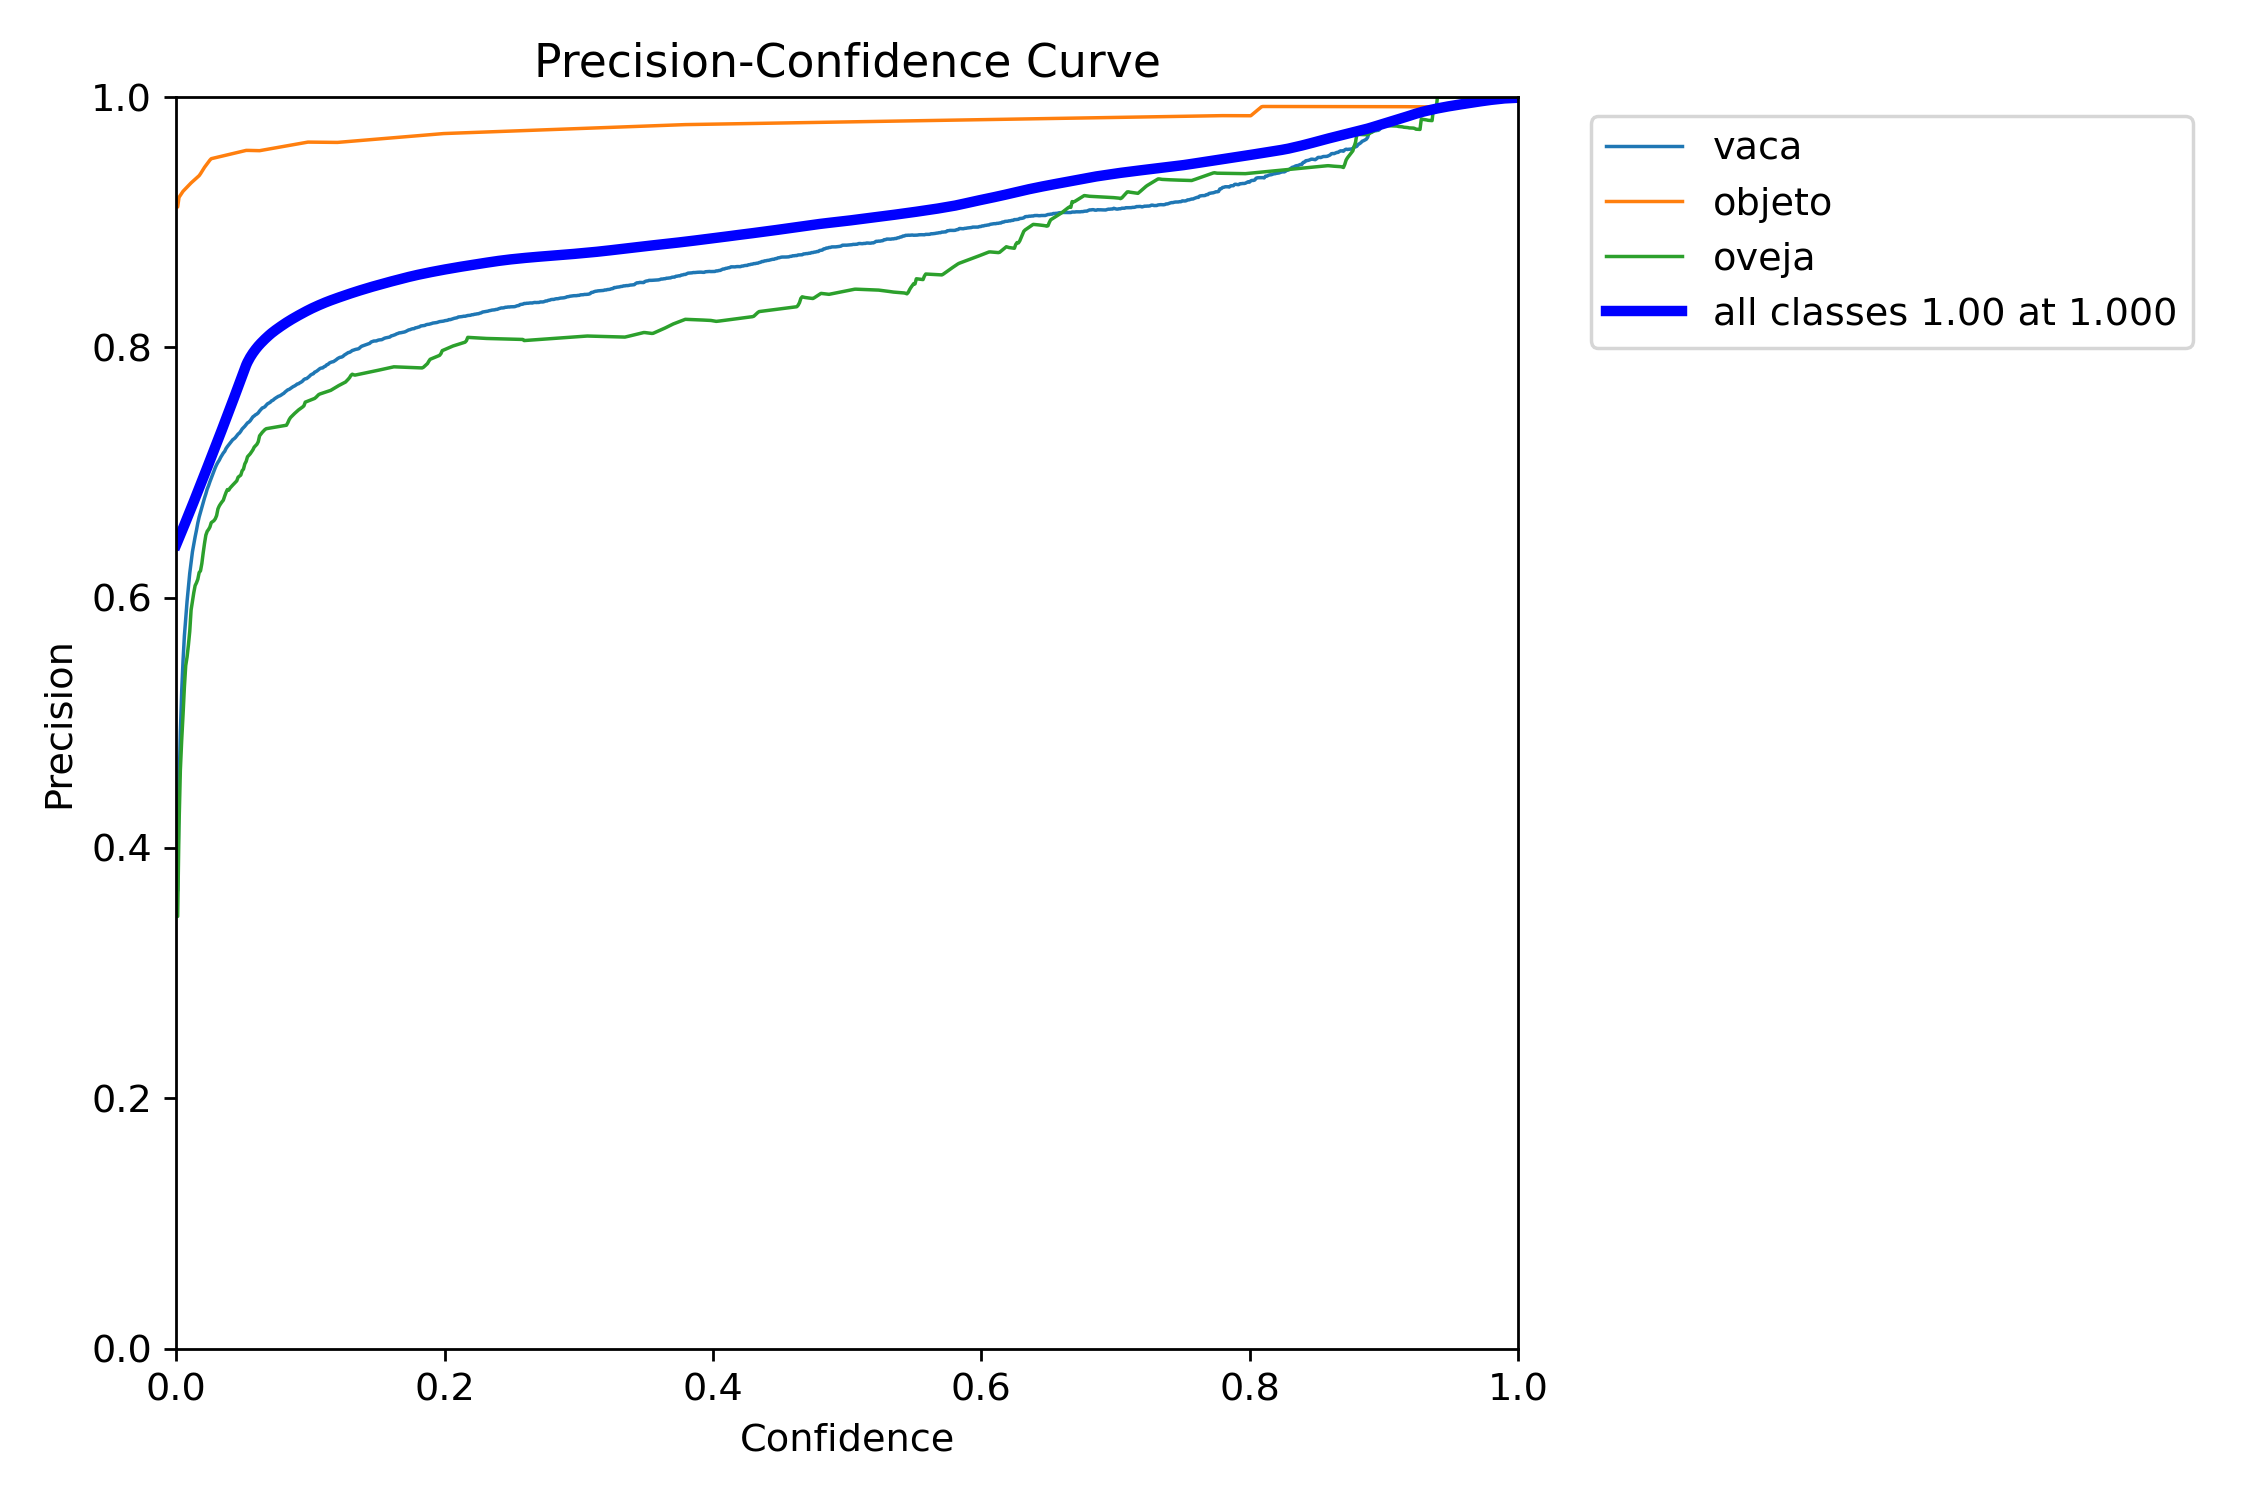 Precision-Confidence Curve
1.0
0.8
0.6
0.4
0.2
0.0
Precision
0.0 0.2 0.4 0.6 0.8 1.0
Confidence
vaca
objeto
oveja
all classes 1.00 at 1.000